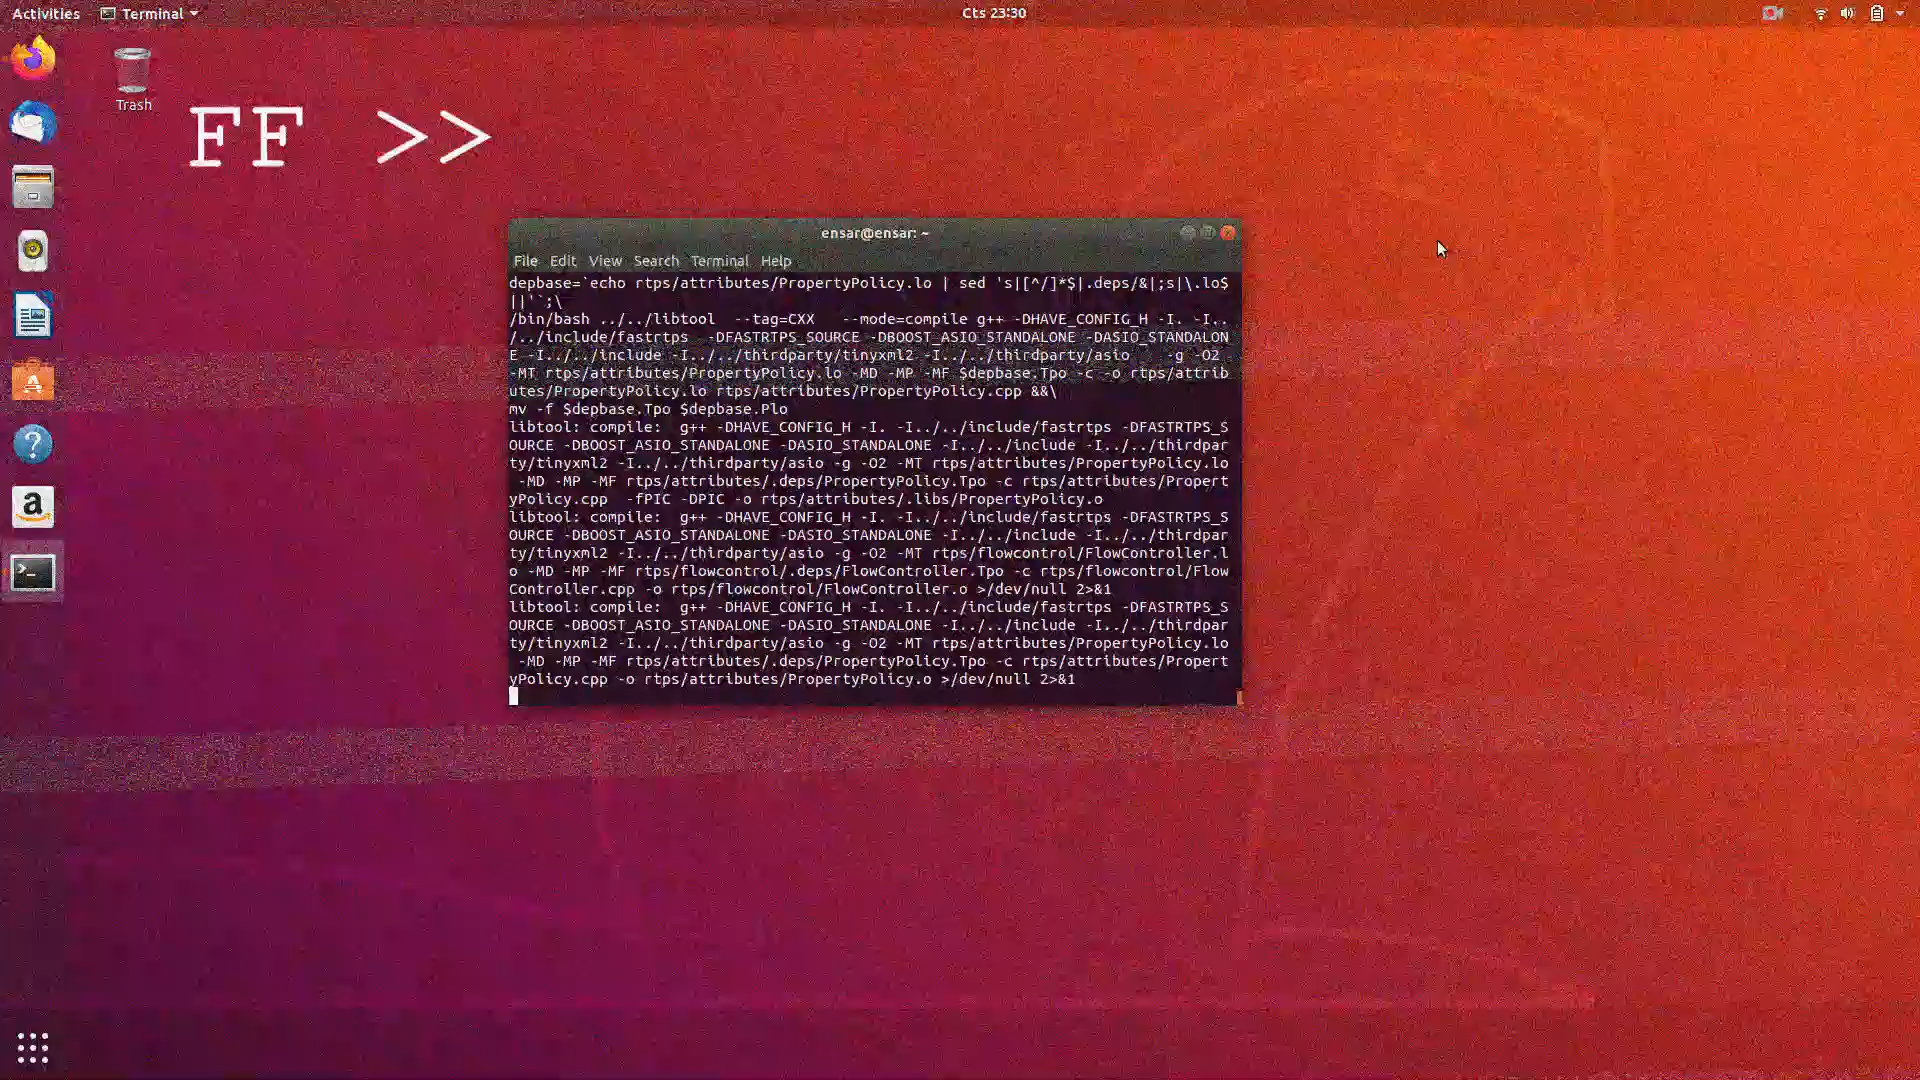 Activities Terminal Cts 23:30
Trash
FF >>
ensar@ensar: ~
File Edit View Search Terminal Help
depbase=`echo rtps/attributes/PropertyPolicy.lo | sed 's|[^/]*$|.deps/&|;s|\.lo$
||'`;\
/bin/bash ../../libtool  --tag=CXX   --mode=compile g++ -DHAVE_CONFIG_H -I. -I..
/../include/fastrtps  -DFASTRTPS_SOURCE -DBOOST_ASIO_STANDALONE -DASIO_STANDALON
E -I../../include -I../../thirdparty/tinyxml2 -I../../thirdparty/asio    -g -O2
-MT rtps/attributes/PropertyPolicy.lo -MD -MP -MF $depbase.Tpo -c -o rtps/attrib
utes/PropertyPolicy.lo rtps/attributes/PropertyPolicy.cpp &&\
mv -f $depbase.Tpo $depbase.Plo
libtool: compile:  g++ -DHAVE_CONFIG_H -I. -I../../include/fastrtps -DFASTRTPS_S
OURCE -DBOOST_ASIO_STANDALONE -DASIO_STANDALONE -I../../include -I../../thirdpar
ty/tinyxml2 -I../../thirdparty/asio -g -O2 -MT rtps/attributes/PropertyPolicy.lo
 -MD -MP -MF rtps/attributes/.deps/PropertyPolicy.Tpo -c rtps/attributes/Propert
yPolicy.cpp  -fPIC -DPIC -o rtps/attributes/.libs/PropertyPolicy.o
libtool: compile:  g++ -DHAVE_CONFIG_H -I. -I../../include/fastrtps -DFASTRTPS_S
OURCE -DBOOST_ASIO_STANDALONE -DASIO_STANDALONE -I../../include -I../../thirdpar
ty/tinyxml2 -I../../thirdparty/asio -g -O2 -MT rtps/flowcontrol/FlowController.l
o -MD -MP -MF rtps/flowcontrol/.deps/FlowController.Tpo -c rtps/flowcontrol/Flow
Controller.cpp -o rtps/flowcontrol/FlowController.o >/dev/null 2>&1
libtool: compile:  g++ -DHAVE_CONFIG_H -I. -I../../include/fastrtps -DFASTRTPS_S
OURCE -DBOOST_ASIO_STANDALONE -DASIO_STANDALONE -I../../include -I../../thirdpar
ty/tinyxml2 -I../../thirdparty/asio -g -O2 -MT rtps/attributes/PropertyPolicy.lo
 -MD -MP -MF rtps/attributes/.deps/PropertyPolicy.Tpo -c rtps/attributes/Propert
yPolicy.cpp -o rtps/attributes/PropertyPolicy.o >/dev/null 2>&1